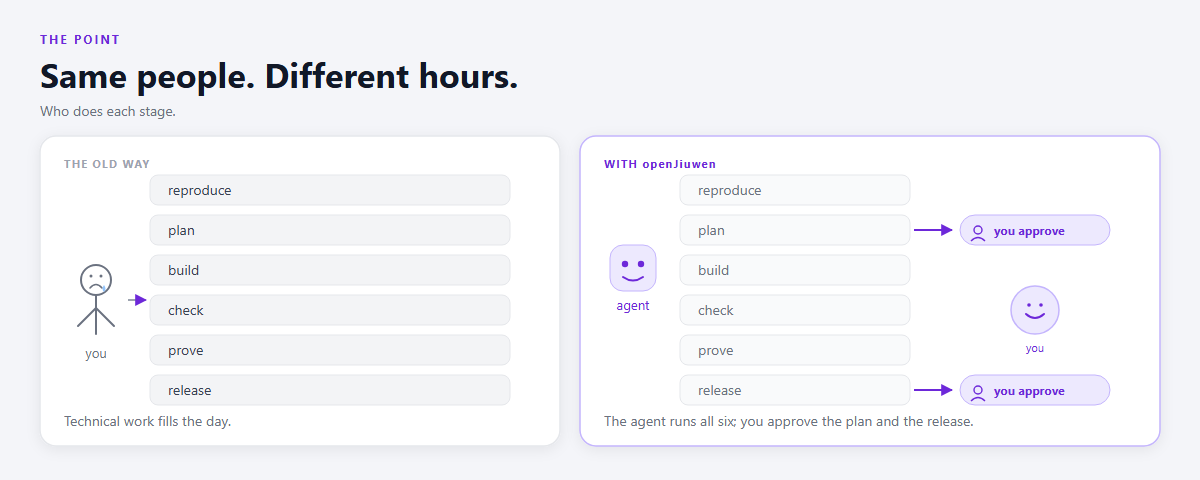 THE POINT
Same people. Different hours.
Who does each stage.
THE OLD WAY
reproduce
plan
build
check
prove
release
you
Technical work fills the day.
WITH openJiuwen
reproduce
plan
build
check
prove
release
agent
you approve
you
you approve
The agent runs all six; you approve the plan and the release.